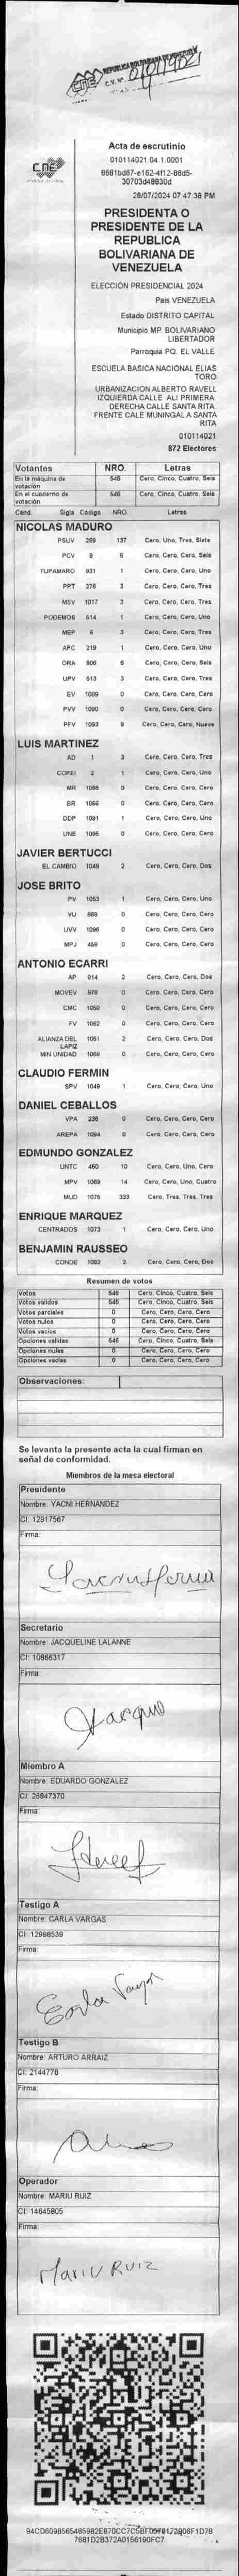 REPUBLICA BOLIVARIANA DE VENEZUELA
C.V. Nº 010114021
CNE
Acta de escrutinio
010114021.04.1.0001
8681bd67-e162-4f12-86d5-
30703d48830d
28/07/2024 07:47:38 PM
PRESIDENTA O
PRESIDENTE DE LA
REPUBLICA
BOLIVARIANA DE
VENEZUELA
ELECCIÓN PRESIDENCIAL 2024
Pais VENEZUELA
Estado DISTRITO CAPITAL
Municipio MP. BOLIVARIANO
LIBERTADOR
Parroquia PQ. EL VALLE
ESCUELA BASICA NACIONAL ELIAS
TORO
URBANIZACION ALBERTO RAVELL
IZQUIERDA CALLE ALI PRIMERA.
DERECHA CALLE SANTA RITA.
FRENTE CALE MUNINGAL A SANTA
RITA
010114021
872 Electores
Votantes NRO. Letras
En la máquina de votación 546 Cero, Cinco, Cuatro, Seis
En el cuaderno de votación 546 Cero, Cinco, Cuatro, Seis
Cand. Sigla Codigo NRO. Letras
NICOLAS MADURO
PSUV 269 137 Cero, Uno, Tres, Siete
PCV 9 6 Cero, Cero, Cero, Seis
TUPAMARO 931 1 Cero, Cero, Cero, Uno
PPT 276 3 Cero, Cero, Cero, Tres
MSV 1017 3 Cero, Cero, Cero, Tres
PODEMOS 514 1 Cero, Cero, Cero, Uno
MEP 6 3 Cero, Cero, Cero, Tres
APC 219 1 Cero, Cero, Cero, Uno
ORA 906 6 Cero, Cero, Cero, Seis
UPV 613 3 Cero, Cero, Cero, Tres
EV 1089 0 Cero, Cero, Cero, Cero
PVV 1090 0 Cero, Cero, Cero, Cero
PFV 1093 9 Cero, Cero, Cero, Nueve
LUIS MARTINEZ
AD 1 3 Cero, Cero, Cero, Tres
COPEI 2 1 Cero, Cero, Cero, Uno
MR 1065 0 Cero, Cero, Cero, Cero
BR 1066 0 Cero, Cero, Cero, Cero
DDP 1091 1 Cero, Cero, Cero, Uno
UNE 1095 0 Cero, Cero, Cero, Cero
JAVIER BERTUCCI
EL CAMBIO 1048 2 Cero, Cero, Cero, Dos
JOSE BRITO
PV 1053 1 Cero, Cero, Cero, Uno
VU 869 0 Cero, Cero, Cero, Cero
UVV 1096 0 Cero, Cero, Cero, Cero
MPJ 458 0 Cero, Cero, Cero, Cero
ANTONIO ECARRI
AP 914 2 Cero, Cero, Cero, Dos
MOVEV 978 0 Cero, Cero, Cero, Cero
CMC 1050 0 Cero, Cero, Cero, Cero
FV 1062 0 Cero, Cero, Cero, Cero
ALIANZA DEL LAPIZ 1051 2 Cero, Cero, Cero, Dos
MIN UNIDAD 1068 0 Cero, Cero, Cero, Cero
CLAUDIO FERMIN
SPV 1049 1 Cero, Cero, Cero, Uno
DANIEL CEBALLOS
VPA 236 0 Cero, Cero, Cero, Cero
AREPA 1094 0 Cero, Cero, Cero, Cero
EDMUNDO GONZALEZ
UNTC 460 10 Cero, Cero, Uno, Cero
MPV 1069 14 Cero, Cero, Uno, Cuatro
MUD 1075 333 Cero, Tres, Tres, Tres
ENRIQUE MARQUEZ
CENTRADOS 1073 1 Cero, Cero, Cero, Uno
BENJAMIN RAUSSEO
CONDE 1092 2 Cero, Cero, Cero, Dos
Resumen de votos
Votos 546 Cero, Cinco, Cuatro, Seis
Votos válidos 546 Cero, Cinco, Cuatro, Seis
Votos parciales 0 Cero, Cero, Cero, Cero
Votos nulos 0 Cero, Cero, Cero, Cero
Votos vacíos 0 Cero, Cero, Cero, Cero
Opciones válidas 546 Cero, Cinco, Cuatro, Seis
Opciones nulas 0 Cero, Cero, Cero, Cero
Opciones vacías 0 Cero, Cero, Cero, Cero
Observaciones:
Se levanta la presente acta la cual firman en
señal de conformidad.
Miembros de la mesa electoral
Presidente
Nombre: YACNI HERNANDEZ
CI: 12917567
Firma:
Secretario
Nombre: JACQUELINE LALANNE
CI: 10866317
Firma:
Miembro A
Nombre: EDUARDO GONZALEZ
CI: 26847370
Firma:
Testigo A
Nombre: CARLA VARGAS
CI: 12998539
Firma:
Testigo B
Nombre: ARTURO ARRAIZ
CI: 2144778
Firma:
Operador
Nombre: MARIU RUIZ
CI: 14645805
Firma:
MARIU RUIZ